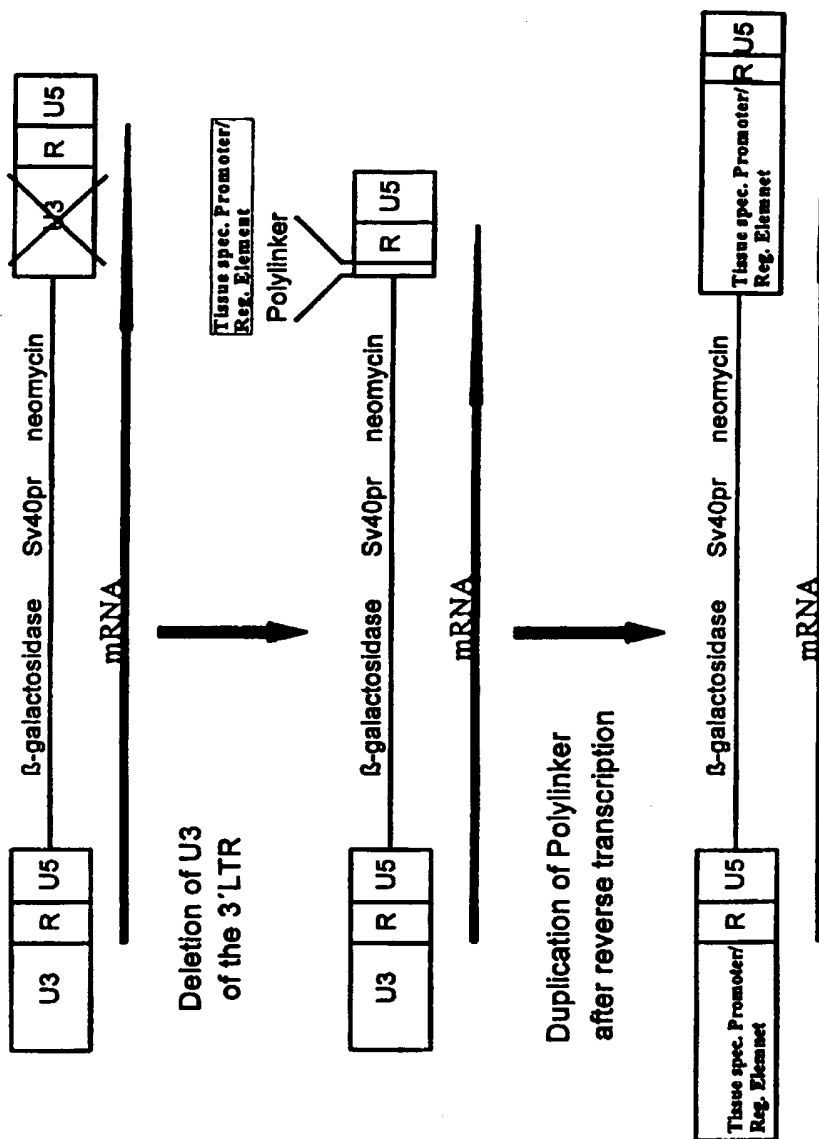 U3 R U5 ß-galactosidase Sv40pr neomycin U3 R U5
mRNA
Deletion of U3
of the 3'LTR
Tissue spec. Promoter/
Reg. Element
Polylinker
U3 R U5 ß-galactosidase Sv40pr neomycin R U5
mRNA
Duplication of Polylinker
after reverse transcription
Tissue spec. Promoter/
Reg. Elemnet
R U5 ß-galactosidase Sv40pr neomycin
Tissue spec. Promoter/
Reg. Elemnet
R U5
mRNA